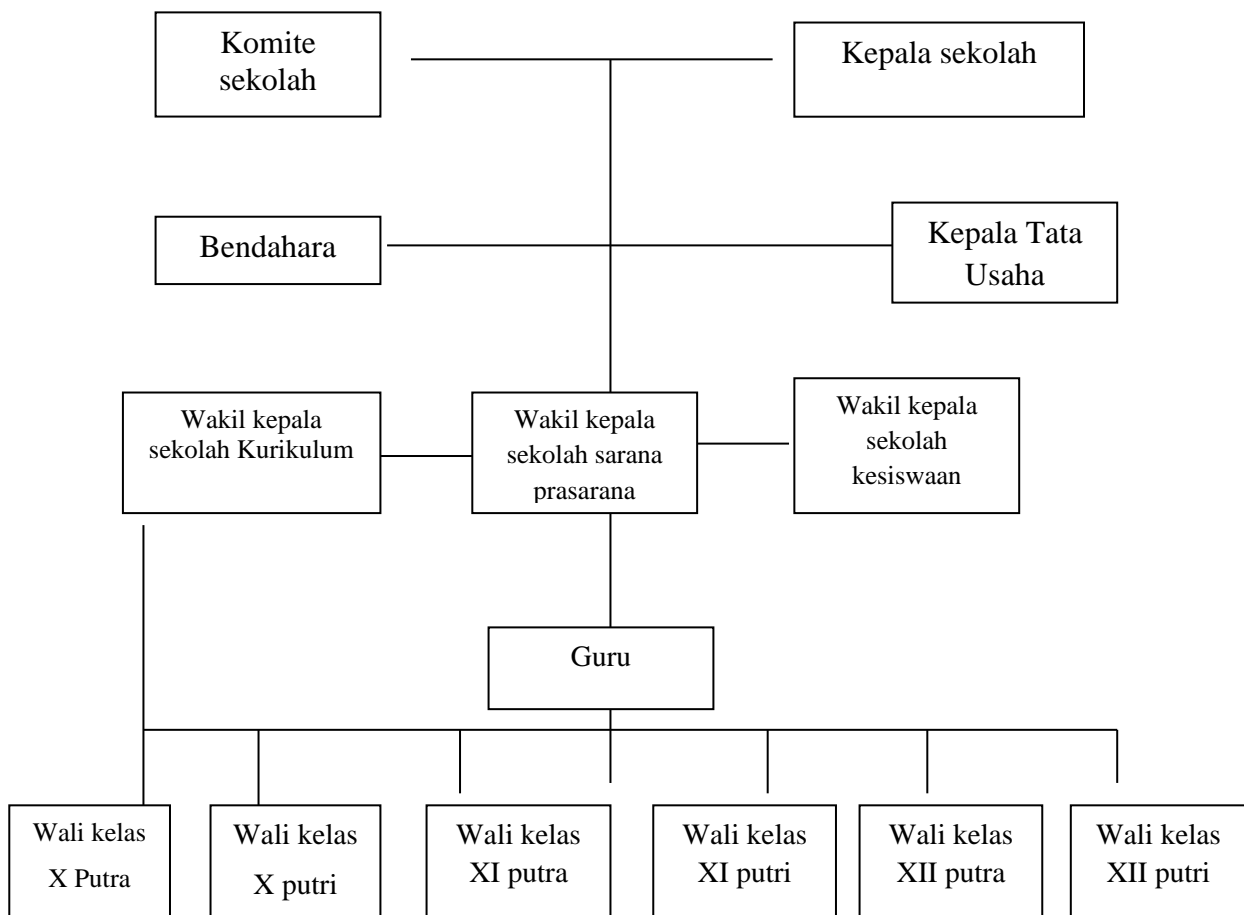 Komite
sekolah
Kepala sekolah
Bendahara
Kepala Tata
Usaha
Wakil kepala
sekolah Kurikulum
Wakil kepala
sekolah sarana
prasarana
Wakil kepala
sekolah
kesiswaan
Guru
Wali kelas
X Putra
Wali kelas
X putri
Wali kelas
XI putra
Wali kelas
XI putri
Wali kelas
XII putra
Wali kelas
XII putri